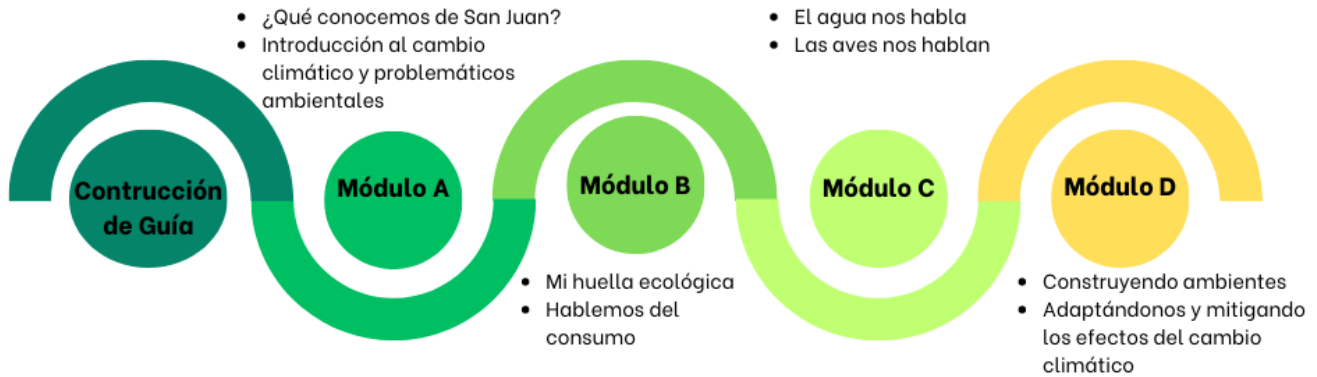 • ¿Qué conocemos de San Juan?
• Introducción al cambio
climático y problemáticos
ambientales
• El agua nos habla
• Las aves nos hablan
Contrucción
de Guía
Módulo A
Módulo B
Módulo C
Módulo D
• Mi huella ecológica
• Hablemos del
consumo
• Construyendo ambientes
• Adaptándonos y mitigando
los efectos del cambio
climático